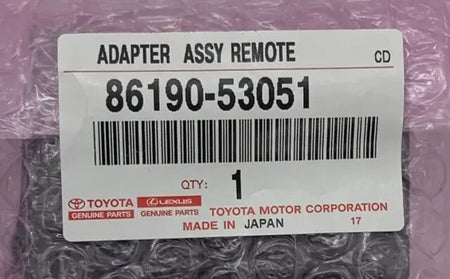 ADAPTER ASSY REMOTE CD
86190-53051
QTY: 1
TOYOTA LEXUS
GENUINE PARTS GENUINE PARTS TOYOTA MOTOR CORPORATION
MADE IN JAPAN 17